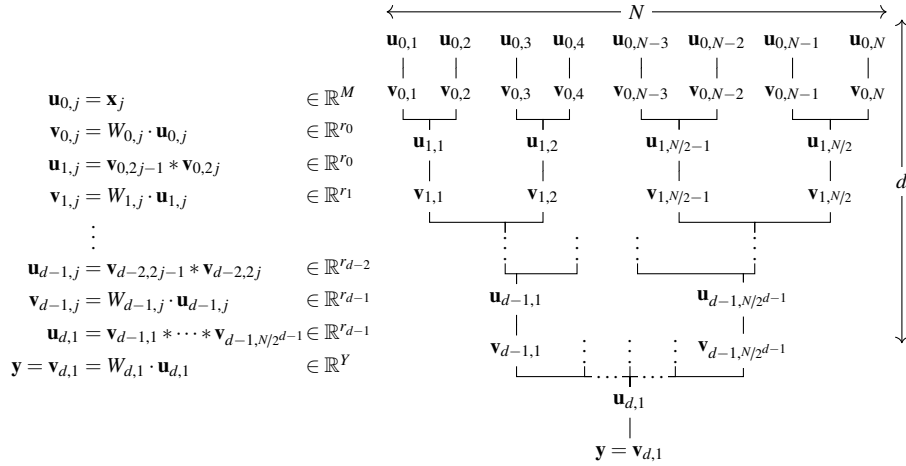 N
𝐮_{0,1} 𝐮_{0,2} 𝐮_{0,3} 𝐮_{0,4} 𝐮_{0,N−3} 𝐮_{0,N−2} 𝐮_{0,N−1} 𝐮_{0,N}
𝐮_{0,j} = 𝐱_j ∈ ℝ^M
𝐯_{0,1} 𝐯_{0,2} 𝐯_{0,3} 𝐯_{0,4} 𝐯_{0,N−3} 𝐯_{0,N−2} 𝐯_{0,N−1} 𝐯_{0,N}
𝐯_{0,j} = W_{0,j} · 𝐮_{0,j} ∈ ℝ^{r_0}
𝐮_{1,j} = 𝐯_{0,2j−1} * 𝐯_{0,2j} ∈ ℝ^{r_0}
𝐮_{1,1} 𝐮_{1,2} 𝐮_{1,N/2−1} 𝐮_{1,N/2}
𝐯_{1,j} = W_{1,j} · 𝐮_{1,j} ∈ ℝ^{r_1}
𝐯_{1,1} 𝐯_{1,2} 𝐯_{1,N/2−1} 𝐯_{1,N/2}
d
⋮
𝐮_{d−1,j} = 𝐯_{d−2,2j−1} * 𝐯_{d−2,2j} ∈ ℝ^{r_{d−2}}
𝐮_{d−1,1} 𝐮_{d−1,N/2^{d−1}}
𝐯_{d−1,j} = W_{d−1,j} · 𝐮_{d−1,j} ∈ ℝ^{r_{d−1}}
𝐮_{d,1} = 𝐯_{d−1,1} * ⋯ * 𝐯_{d−1,N/2^{d−1}} ∈ ℝ^{r_{d−1}}
𝐯_{d−1,1} 𝐯_{d−1,N/2^{d−1}}
𝐲 = 𝐯_{d,1} = W_{d,1} · 𝐮_{d,1} ∈ ℝ^Y
𝐮_{d,1}
𝐲 = 𝐯_{d,1}